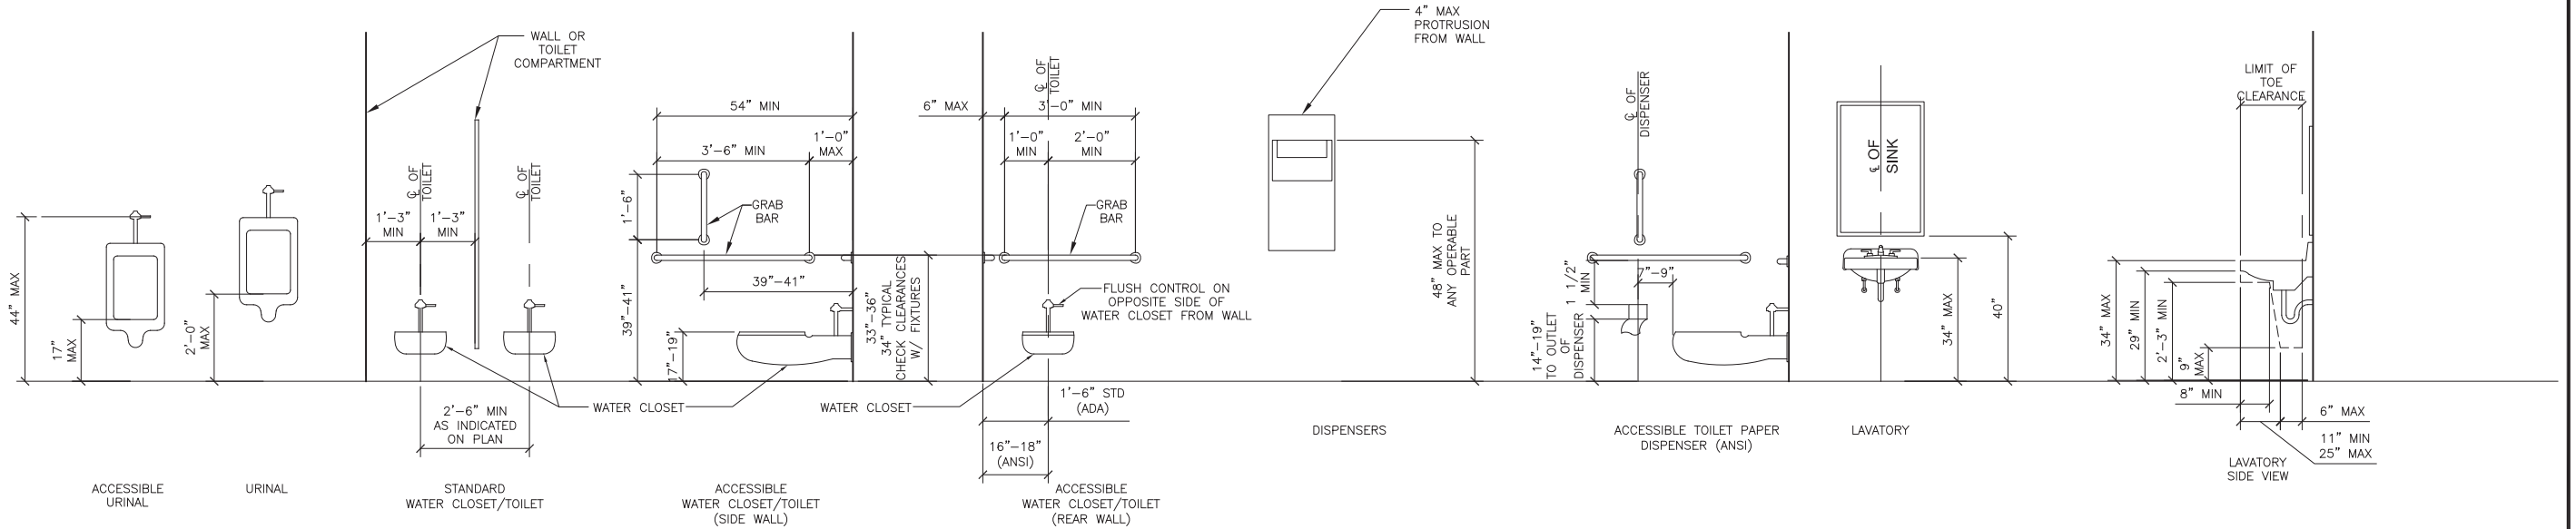 44" MAX
17"
MAX
ACCESSIBLE
URINAL
2'-0"
MAX
URINAL
WALL OR
TOILET
COMPARTMENT
℄ OF
TOILET
℄ OF
TOILET
1'-3"
MIN
1'-3"
MIN
2'-6" MIN
AS INDICATED
ON PLAN
STANDARD
WATER CLOSET/TOILET
WATER CLOSET
54" MIN
3'-6" MIN
1'-0"
MAX
1'-6"
GRAB
BAR
39"-41"
39"-41"
17"-19"
33"-36"
34" TYPICAL
CHECK CLEARANCES
W/ FIXTURES
ACCESSIBLE
WATER CLOSET/TOILET
(SIDE WALL)
6" MAX
℄ OF
TOILET
3'-0" MIN
1'-0"
MIN
2'-0"
MIN
GRAB
BAR
FLUSH CONTROL ON
OPPOSITE SIDE OF
WATER CLOSET FROM WALL
WATER CLOSET
1'-6" STD
(ADA)
16"-18"
(ANSI)
ACCESSIBLE
WATER CLOSET/TOILET
(REAR WALL)
4" MAX
PROTRUSION
FROM WALL
48" MAX TO
ANY OPERABLE
PART
DISPENSERS
℄ OF
DISPENSER
1 1/2"
MIN
7"-9"
14"-19"
TO OUTLET
OF
DISPENSER
ACCESSIBLE TOILET PAPER
DISPENSER (ANSI)
℄ OF
SINK
34" MAX
40"
LAVATORY
LIMIT OF
TOE
CLEARANCE
34" MAX
29" MIN
2'-3" MIN
9"
MAX
8" MIN
6" MAX
11" MIN
25" MAX
LAVATORY
SIDE VIEW